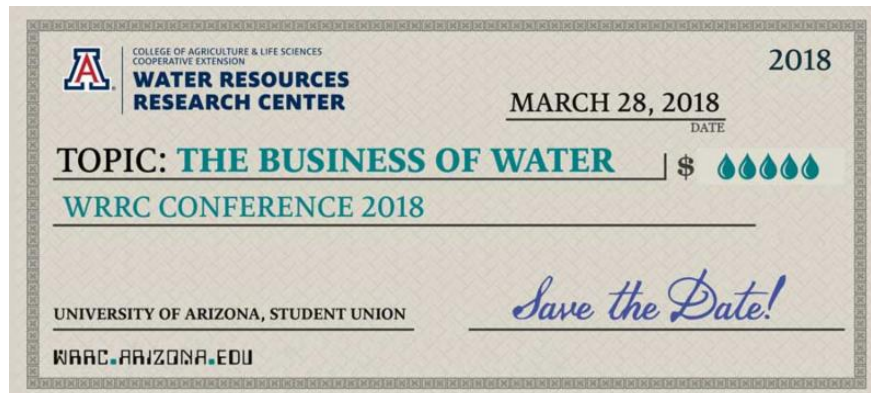 COLLEGE OF AGRICULTURE & LIFE SCIENCES
COOPERATIVE EXTENSION
WATER RESOURCES
RESEARCH CENTER
2018
MARCH 28, 2018
DATE
TOPIC: THE BUSINESS OF WATER $
WRRC CONFERENCE 2018
UNIVERSITY OF ARIZONA, STUDENT UNION
Save the Date!
WRRC.ARIZONA.EDU